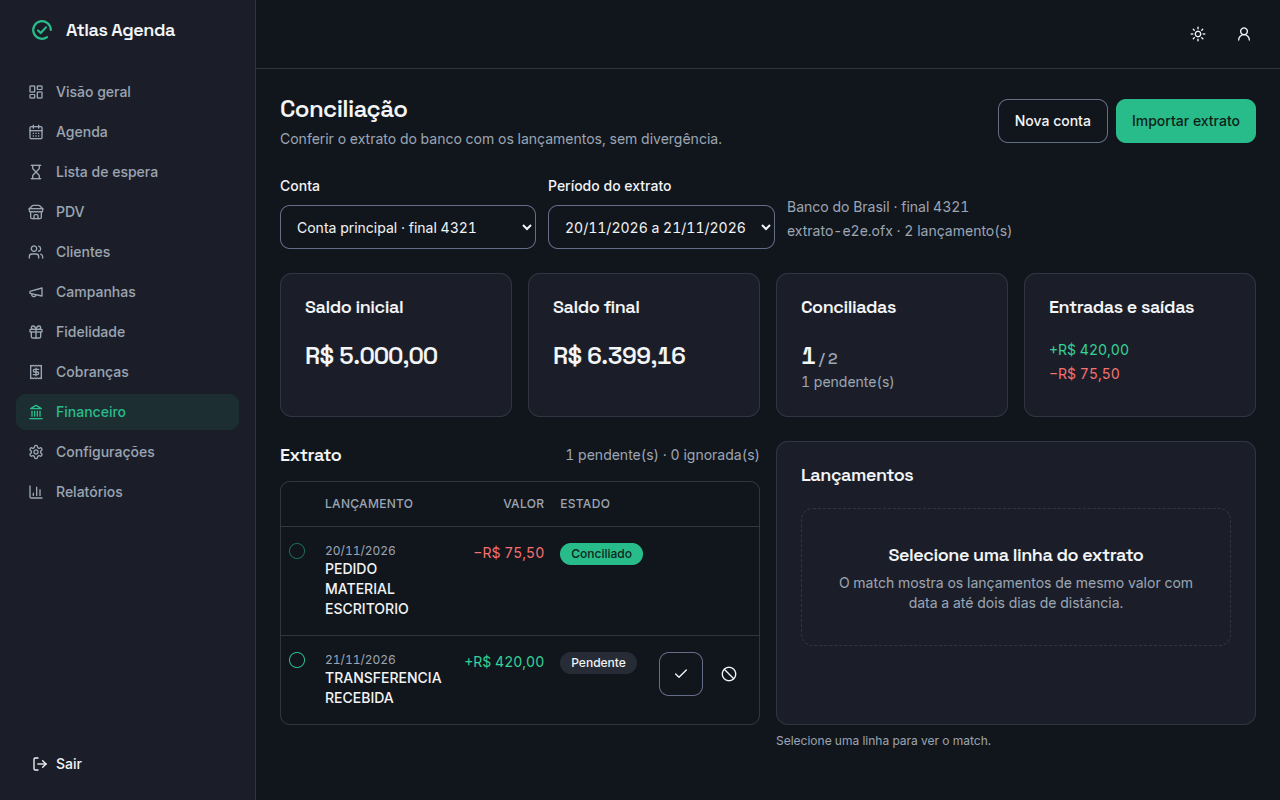 Atlas Agenda
Visão geral
Agenda
Lista de espera
PDV
Clientes
Campanhas
Fidelidade
Cobranças
Financeiro
Configurações
Relatórios
Sair
Conciliação
Conferir o extrato do banco com os lançamentos, sem divergência.
Nova conta
Importar extrato
Conta
Conta principal · final 4321
Período do extrato
20/11/2026 a 21/11/2026
Banco do Brasil · final 4321
extrato-e2e.ofx · 2 lançamento(s)
Saldo inicial
R$ 5.000,00
Saldo final
R$ 6.399,16
Conciliadas
1 / 2
1 pendente(s)
Entradas e saídas
+R$ 420,00
−R$ 75,50
Extrato
1 pendente(s) · 0 ignorada(s)
LANÇAMENTO VALOR ESTADO
20/11/2026
PEDIDO
MATERIAL
ESCRITORIO
−R$ 75,50
Conciliado
21/11/2026
TRANSFERENCIA
RECEBIDA
+R$ 420,00
Pendente
Lançamentos
Selecione uma linha do extrato
O match mostra os lançamentos de mesmo valor com
data a até dois dias de distância.
Selecione uma linha para ver o match.